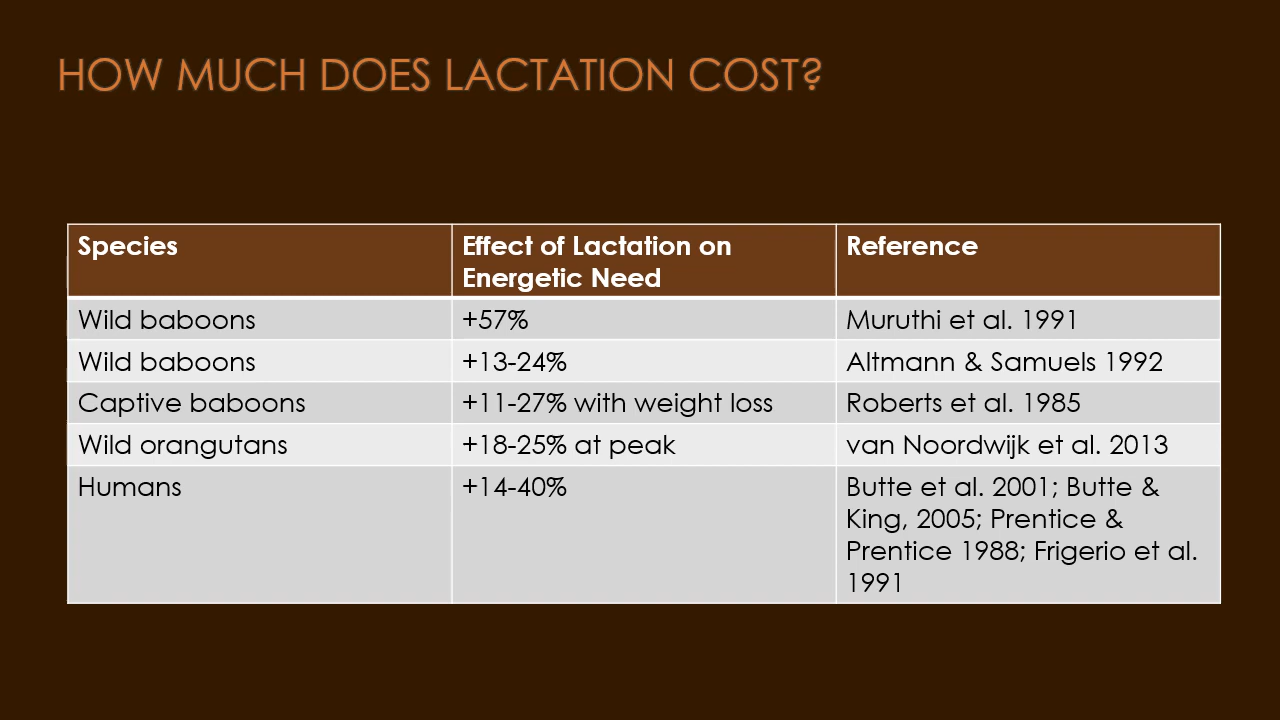 HOW MUCH DOES LACTATION COST?
Species
Effect of Lactation on
Energetic Need
Reference
Wild baboons
+57%
Muruthi et al. 1991
Wild baboons
+13-24%
Altmann & Samuels 1992
Captive baboons
+11-27% with weight loss
Roberts et al. 1985
Wild orangutans
+18-25% at peak
van Noordwijk et al. 2013
Humans
+14-40%
Butte et al. 2001; Butte &
King, 2005; Prentice &
Prentice 1988; Frigerio et al.
1991